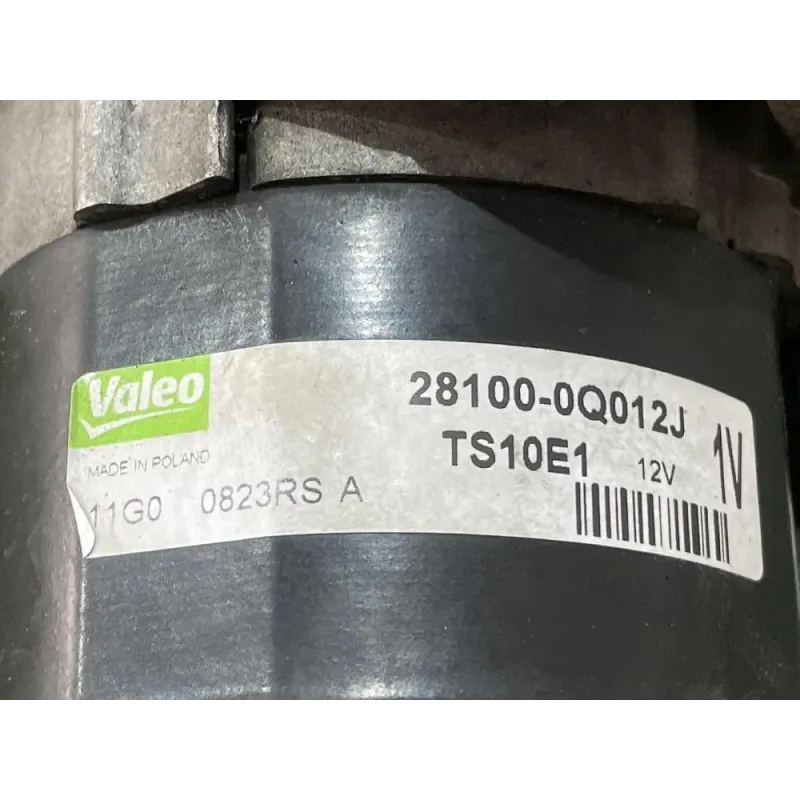 Valeo
28100-0Q012J
MADE IN POLAND
TS10E1 12V 1V
11G0 0823RS A